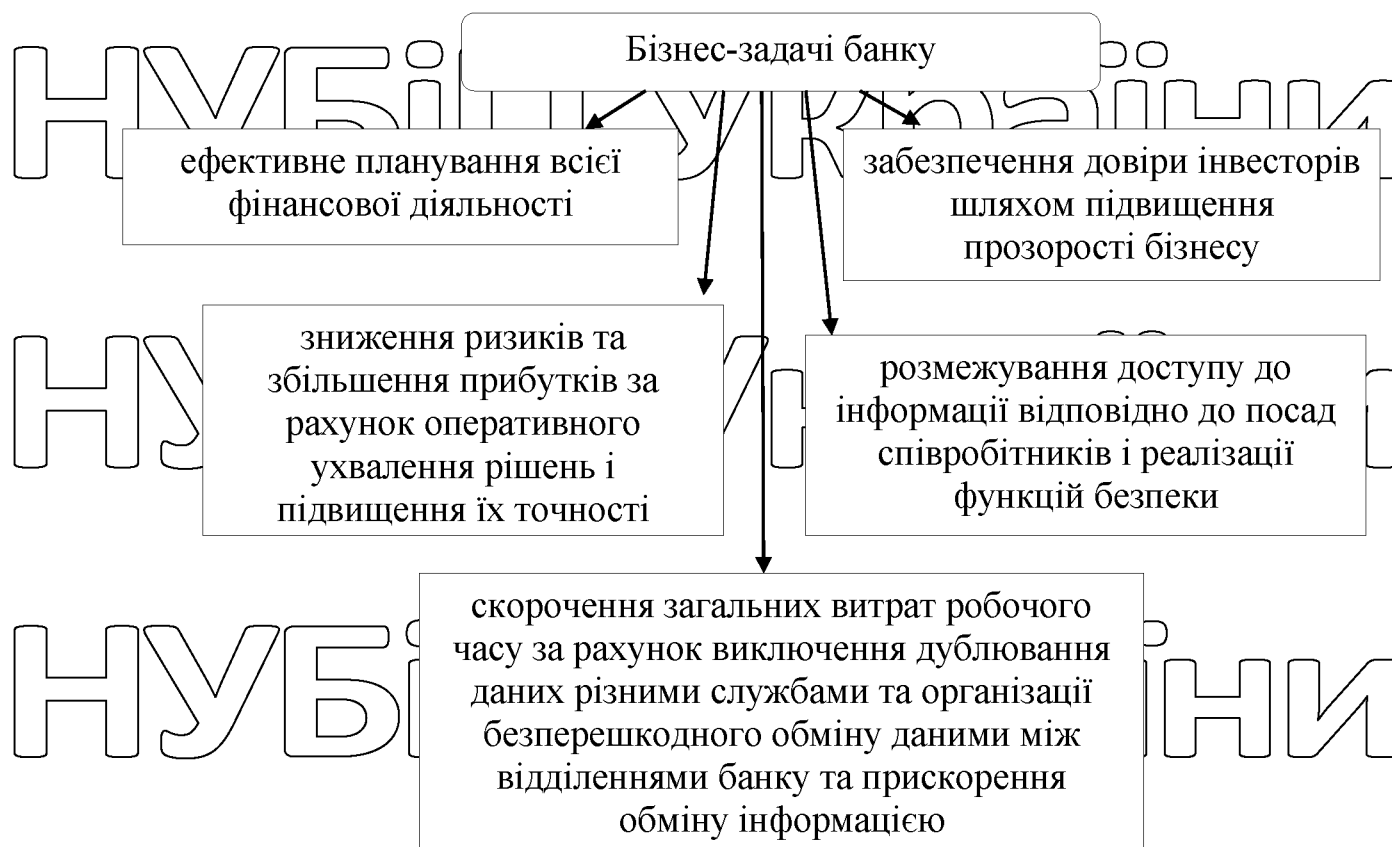 Бізнес-задачі банку
ефективне планування всієї
фінансової діяльності
забезпечення довіри інвесторів
шляхом підвищення
прозорості бізнесу
зниження ризиків та
збільшення прибутків за
рахунок оперативного
ухвалення рішень і
підвищення їх точності
розмежування доступу до
інформації відповідно до посад
співробітників і реалізації
функцій безпеки
скорочення загальних витрат робочого
часу за рахунок виключення дублювання
даних різними службами та організації
безперешкодного обміну даними між
відділеннями банку та прискорення
обміну інформацією
НУБіП України